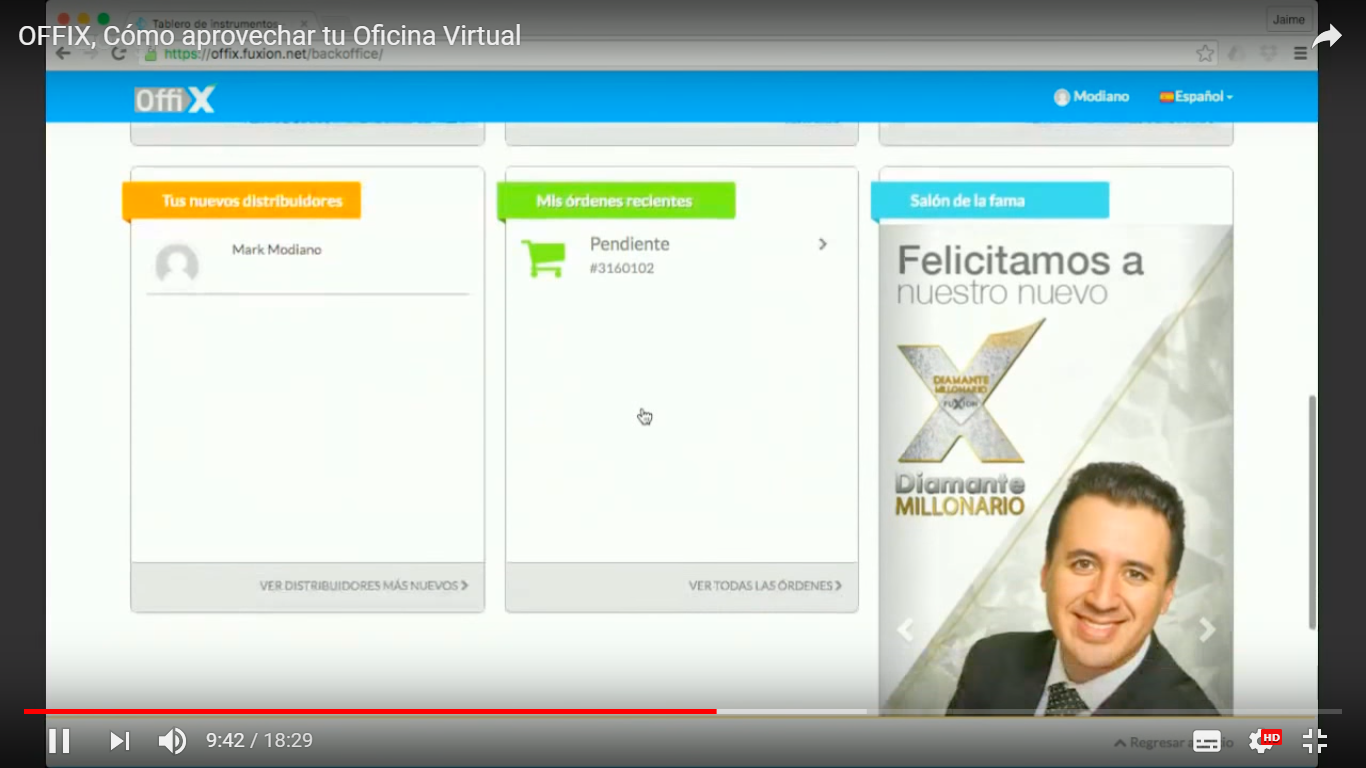 Tablero de instrumentos
Jaime
OFFIX, Cómo aprovechar tu Oficina Virtual
https://offix.fuxion.net/backoffice/
OffiX
Modiano
Español
Tus nuevos distribuidores
Mis órdenes recientes
Salón de la fama
Mark Modiano
Pendiente
#3160102
Felicitamos a
nuestro nuevo
DIAMANTE
MILLONARIO
FUXION
Diamante
MILLONARIO
VER DISTRIBUIDORES MÁS NUEVOS
VER TODAS LAS ÓRDENES
9:42 / 18:29
Regresar
HD